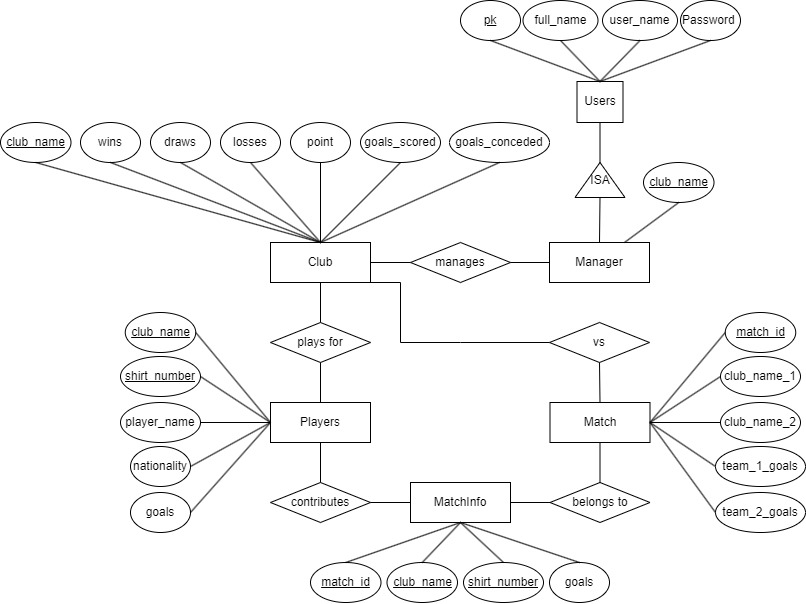 pk
full_name
user_name
Password
Users
club_name
wins
draws
losses
point
goals_scored
goals_conceded
ISA
club_name
Club
manages
Manager
club_name
plays for
vs
match_id
shirt_number
club_name_1
player_name
Players
Match
club_name_2
nationality
team_1_goals
goals
contributes
MatchInfo
belongs to
team_2_goals
match_id
club_name
shirt_number
goals